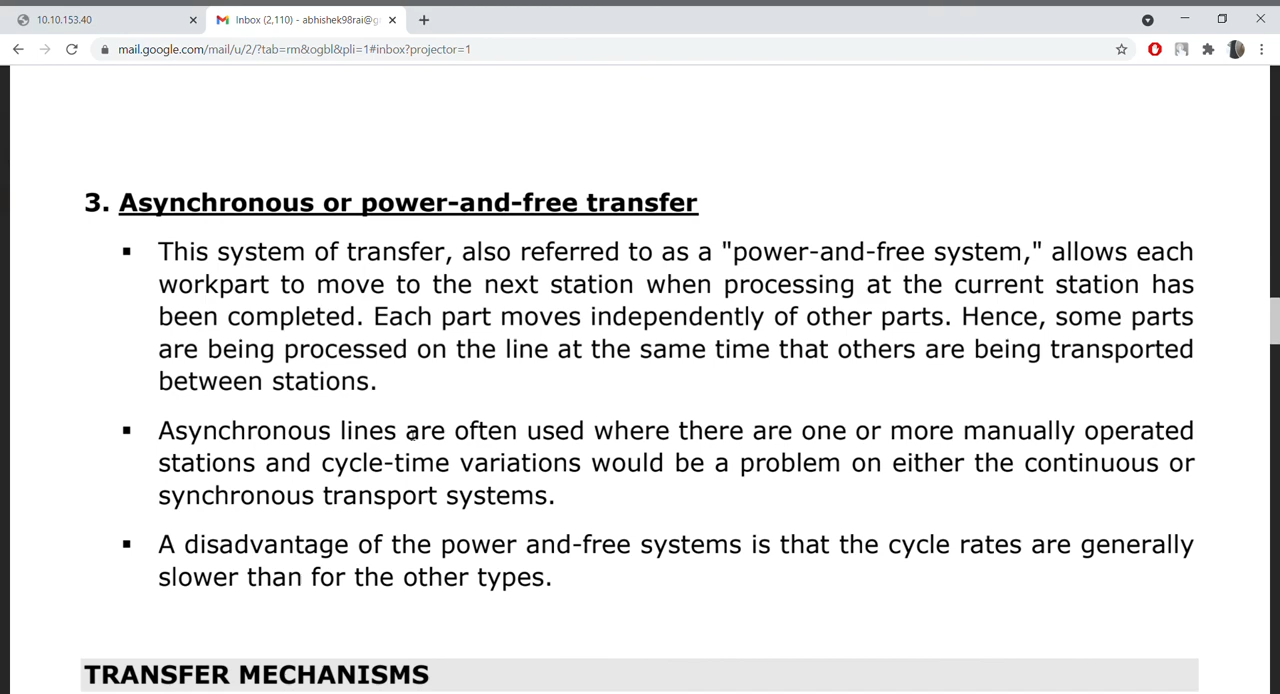 10.10.153.40
Inbox (2,110) - abhishek98rai@g
mail.google.com/mail/u/2/?tab=rm&ogbl&pli=1#inbox?projector=1
3. Asynchronous or power-and-free transfer
▪ This system of transfer, also referred to as a "power-and-free system," allows each
workpart to move to the next station when processing at the current station has
been completed. Each part moves independently of other parts. Hence, some parts
are being processed on the line at the same time that others are being transported
between stations.
▪ Asynchronous lines are often used where there are one or more manually operated
stations and cycle-time variations would be a problem on either the continuous or
synchronous transport systems.
▪ A disadvantage of the power and-free systems is that the cycle rates are generally
slower than for the other types.
TRANSFER MECHANISMS